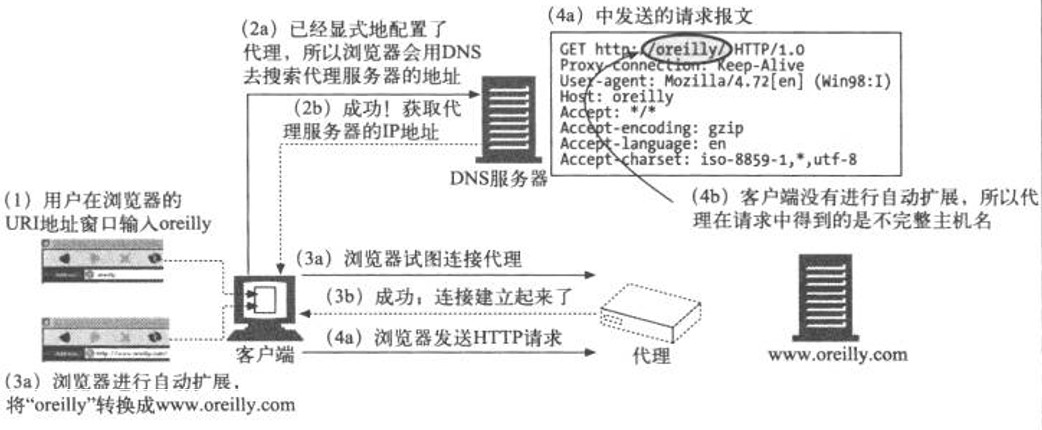 (2a) 已经显式地配置了
代理，所以浏览器会用DNS
去搜索代理服务器的地址
(2b) 成功！获取代
理服务器的IP地址
DNS服务器
(4a) 中发送的请求报文
GET http://oreilly/ HTTP/1.0
Proxy-connection: Keep-Alive
User-agent: Mozilla/4.72[en] (Win98:I)
Host: oreilly
Accept: */*
Accept-encoding: gzip
Accept-language: en
Accept-charset: iso-8859-1,*,utf-8
(4b) 客户端没有进行自动扩展，所以代
理在请求中得到的是不完整主机名
(1) 用户在浏览器的
URI地址窗口输入oreilly
(3a) 浏览器试图连接代理
(3b) 成功；连接建立起来了
(4a) 浏览器发送HTTP请求
客户端
代理
www.oreilly.com
(3a) 浏览器进行自动扩展，
将“oreilly”转换成www.oreilly.com